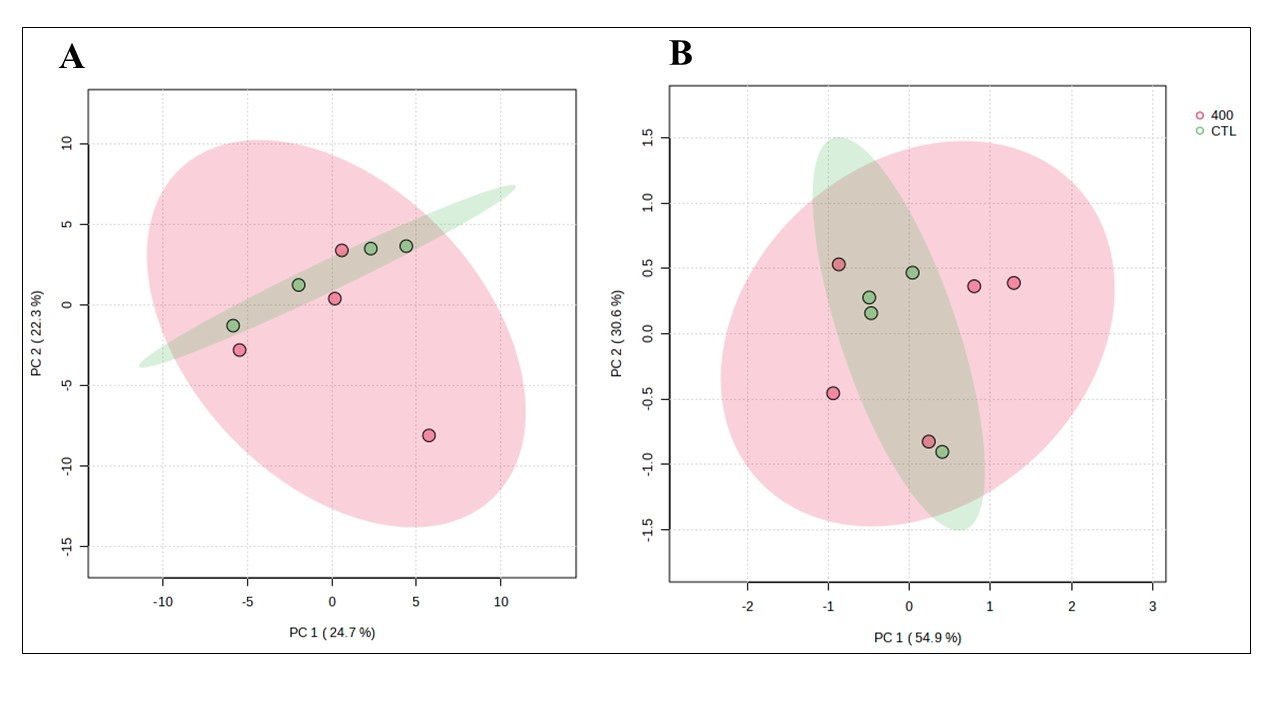 A
10
5
0
-5
-10
-15
PC 2 ( 22.3 %)
-10 -5 0 5 10
PC 1 ( 24.7 %)
B
1.5
1.0
0.5
0.0
-0.5
-1.0
-1.5
PC 2 ( 30.6 %)
-2 -1 0 1 2 3
PC 1 ( 54.9 %)
400
CTL